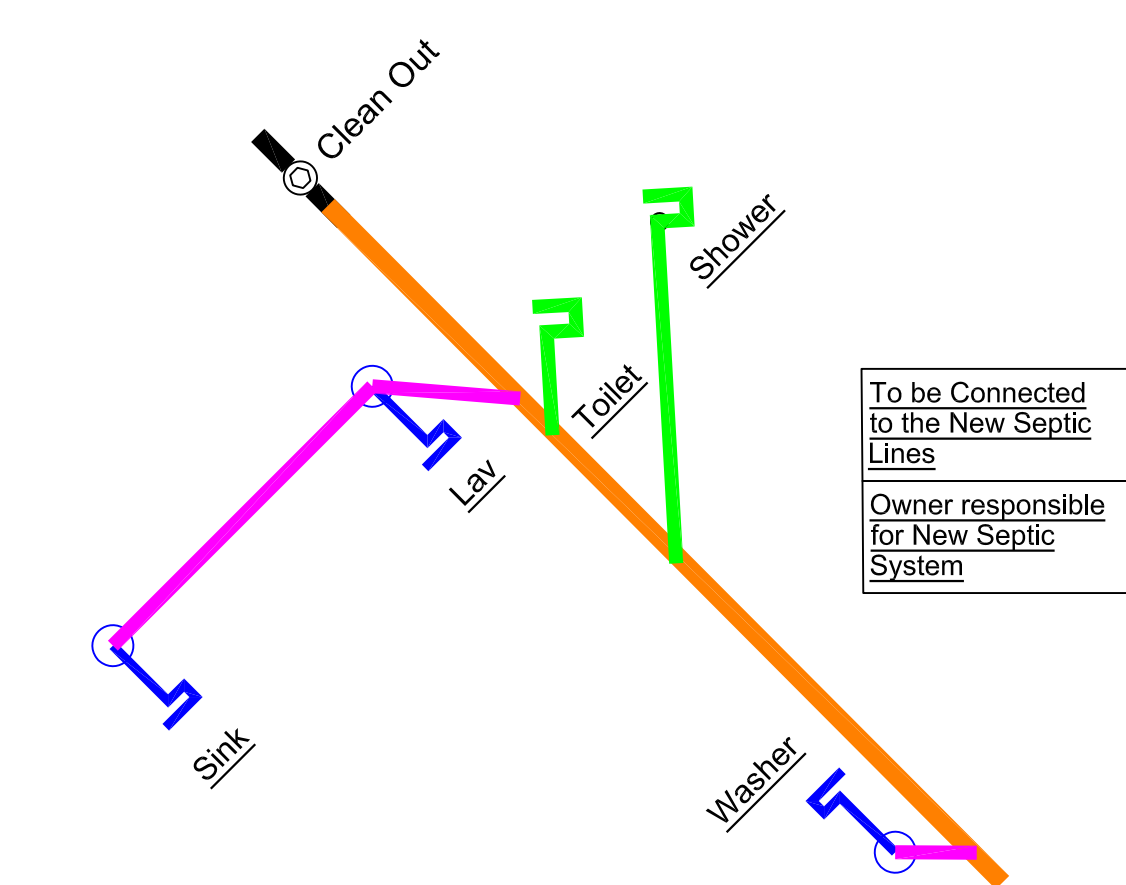 Clean Out
Shower
Toilet
Lav
Sink
Washer
To be Connected
to the New Septic
Lines
Owner responsible
for New Septic
System